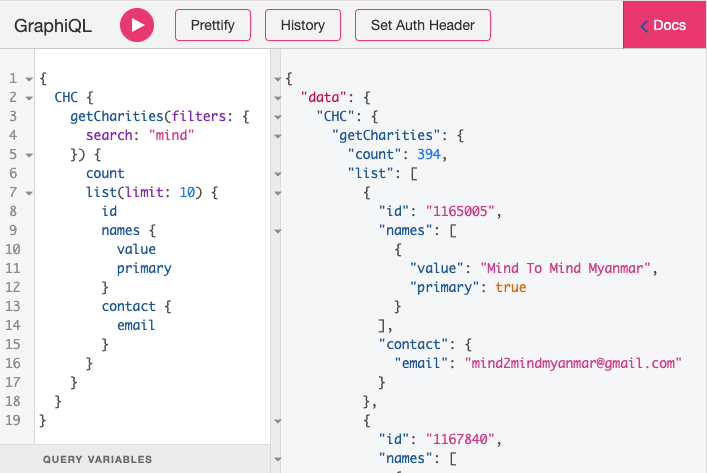 GraphiQL Prettify History Set Auth Header Docs
1 {
2 CHC {
3 getCharities(filters: {
4 search: "mind"
5 }) {
6 count
7 list(limit: 10) {
8 id
9 names {
10 value
11 primary
12 }
13 contact {
14 email
15 }
16 }
17 }
18 }
19 }
QUERY VARIABLES
{
"data": {
"CHC": {
"getCharities": {
"count": 394,
"list": [
{
"id": "1165005",
"names": [
{
"value": "Mind To Mind Myanmar",
"primary": true
}
],
"contact": {
"email": "mind2mindmyanmar@gmail.com"
}
},
{
"id": "1167840",
"names": [